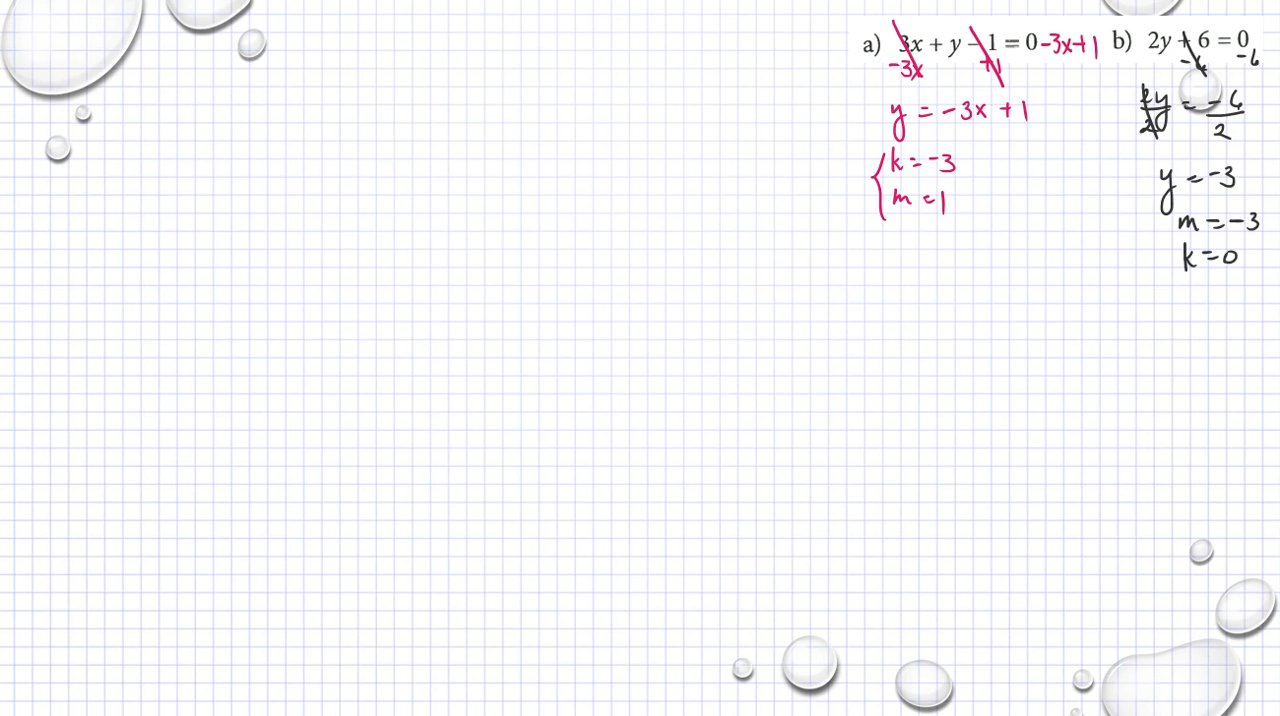 a) 3x + y − 1 = 0 -3x+1
-3x +1
y = -3x + 1
k = -3
m = 1
b) 2y + 6 = 0
-6 -6
2y/2 = -6/2
y = -3
m = -3
k = 0